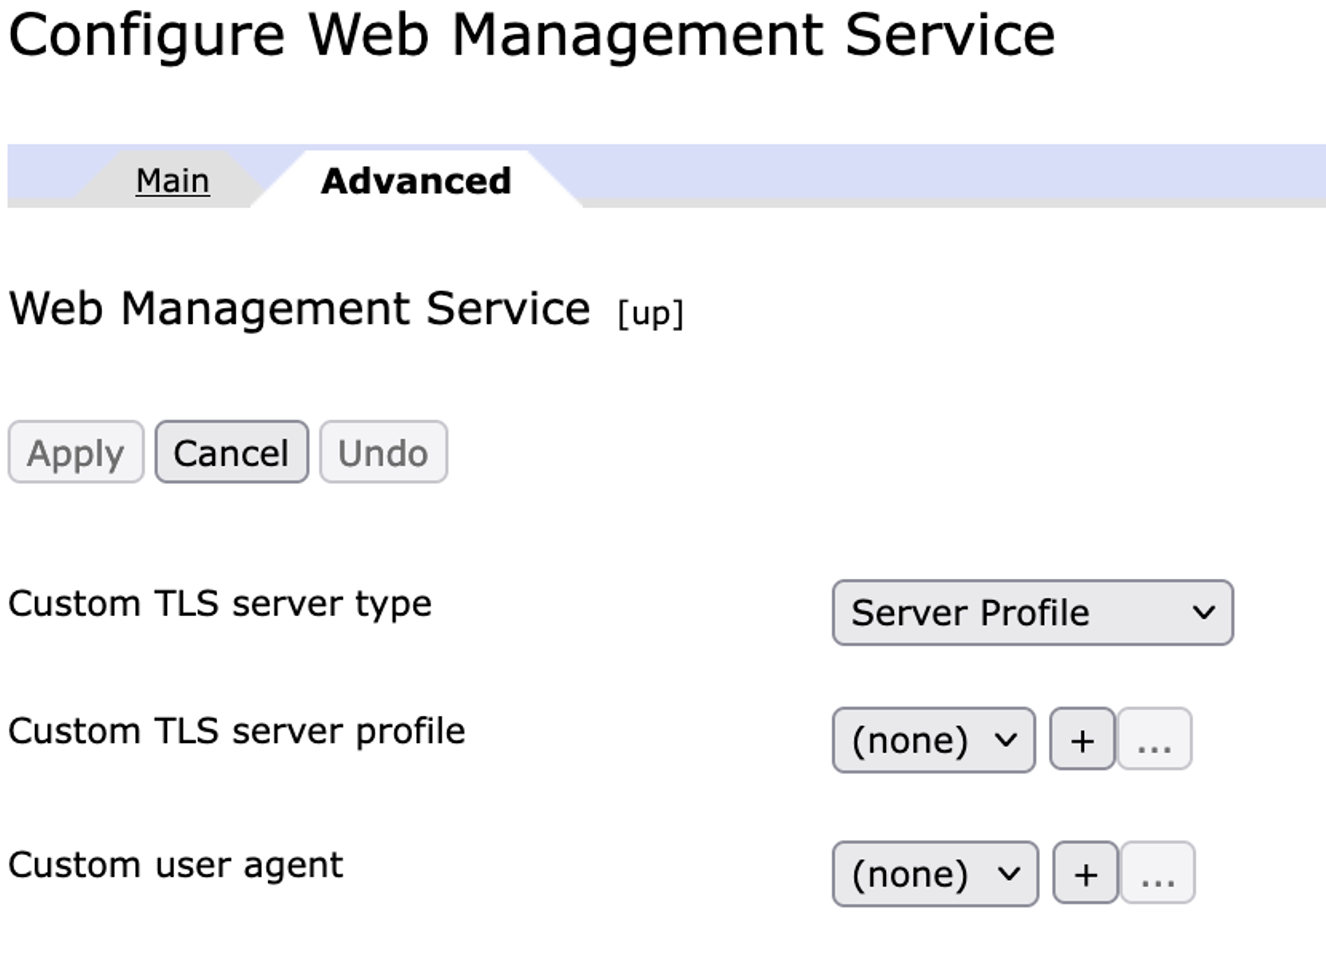 Configure Web Management Service
Main Advanced
Web Management Service [up]
Apply Cancel Undo
Custom TLS server type Server Profile
Custom TLS server profile (none) + ...
Custom user agent (none) + ...